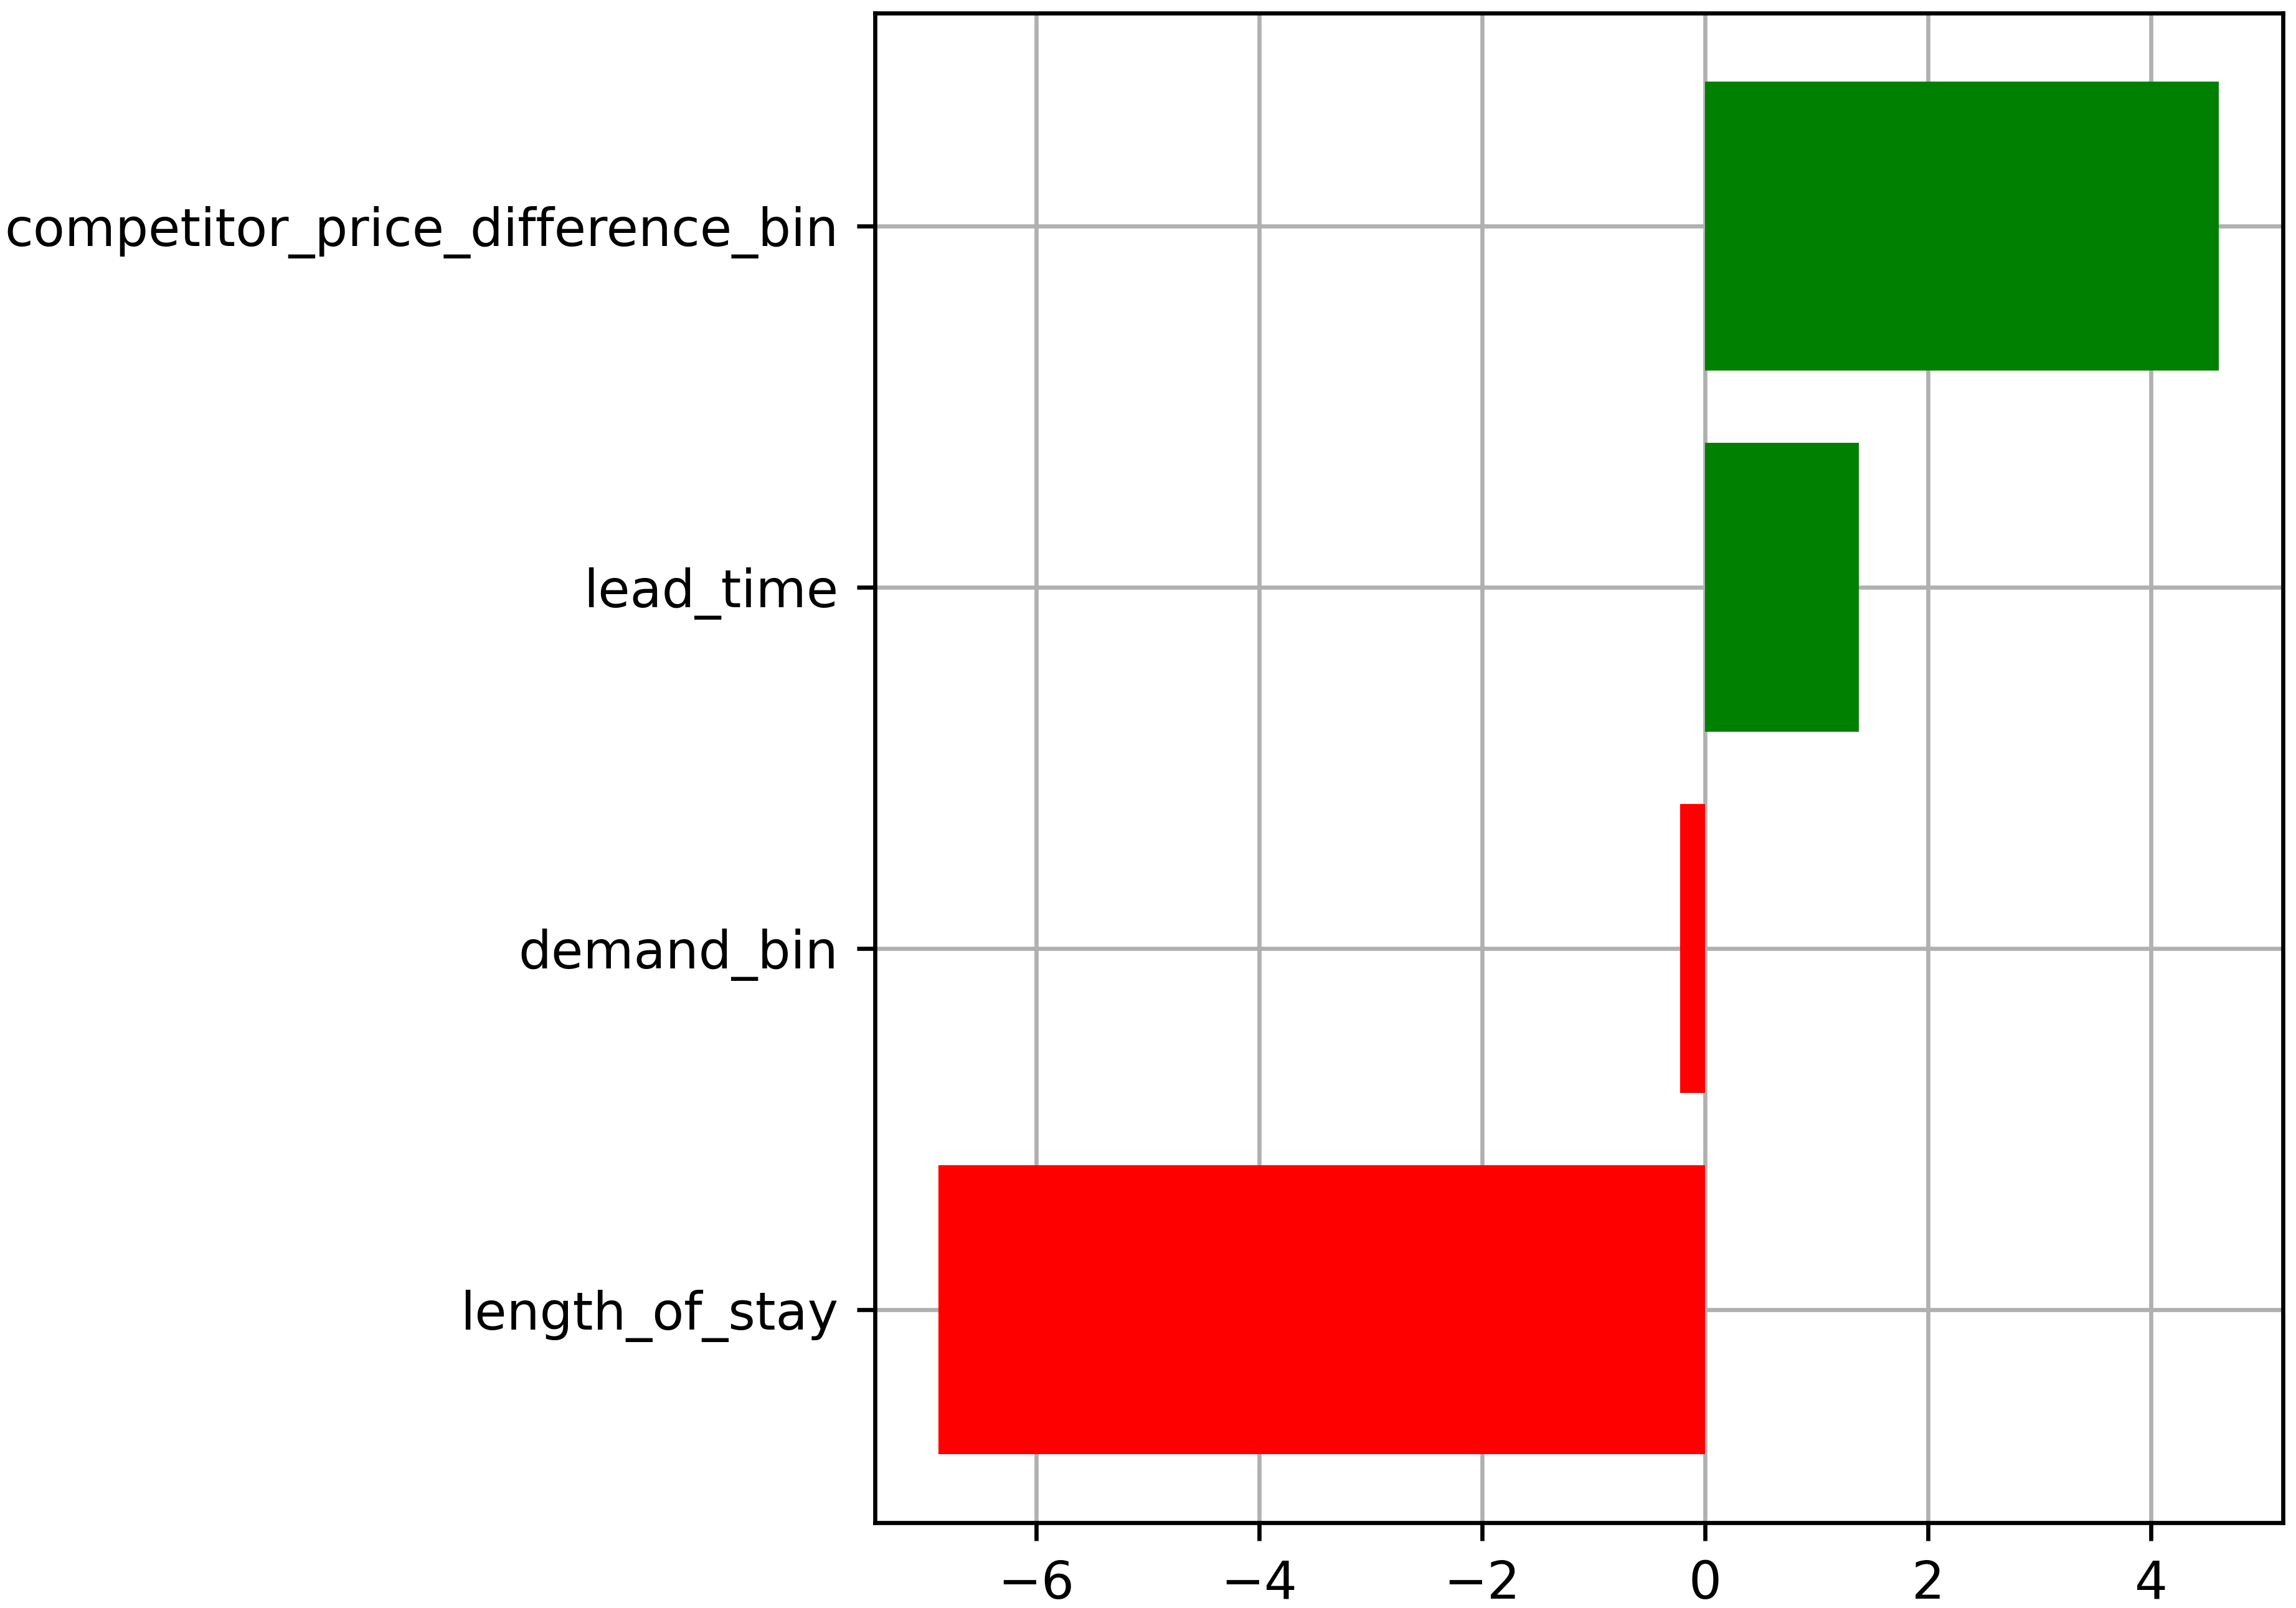 competitor_price_difference_bin
lead_time
demand_bin
length_of_stay
−6 −4 −2 0 2 4